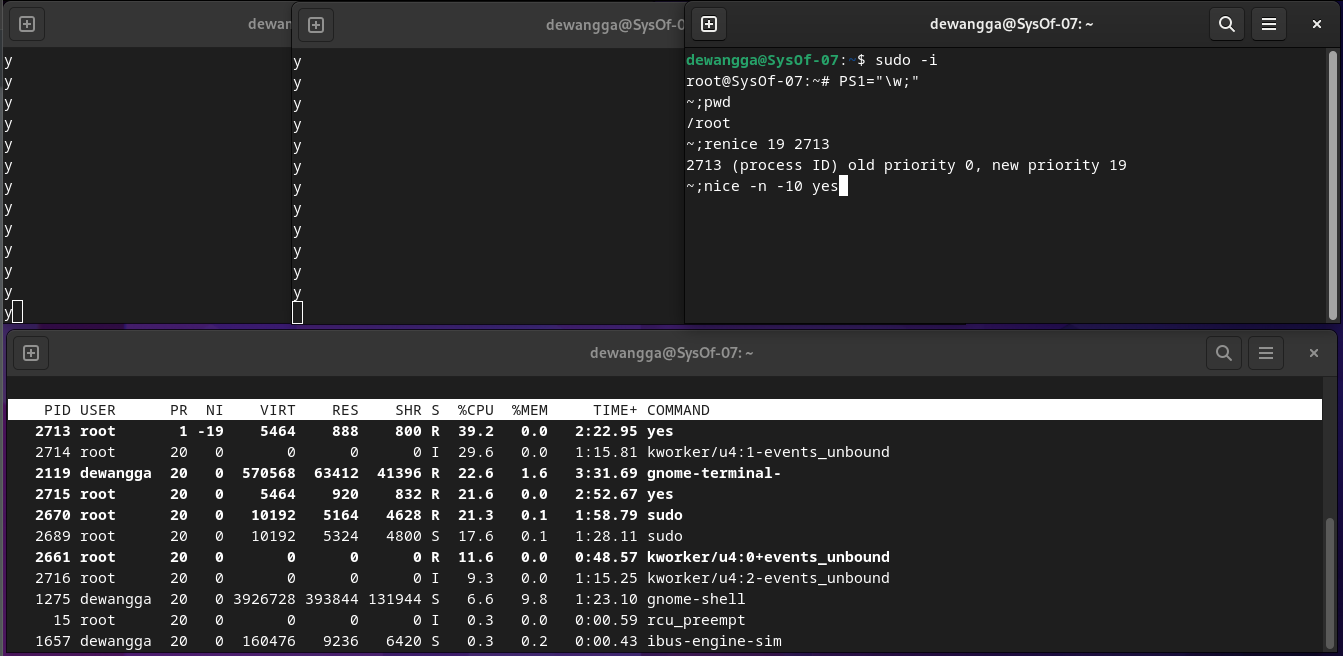 dewan
y
y
y
y
y
y
y
y
y
y
y
y
y
dewangga@SysOf-0
y
y
y
y
y
y
y
y
y
y
y
y
dewangga@SysOf-07: ~
dewangga@SysOf-07:~$ sudo -i
root@SysOf-07:~# PS1="\w;"
~;pwd
/root
~;renice 19 2713
2713 (process ID) old priority 0, new priority 19
~;nice -n -10 yes
dewangga@SysOf-07: ~
PID USER PR NI VIRT RES SHR S %CPU %MEM TIME+ COMMAND
2713 root 1 -19 5464 888 800 R 39.2 0.0 2:22.95 yes
2714 root 20 0 0 0 0 I 29.6 0.0 1:15.81 kworker/u4:1-events_unbound
2119 dewangga 20 0 570568 63412 41396 R 22.6 1.6 3:31.69 gnome-terminal-
2715 root 20 0 5464 920 832 R 21.6 0.0 2:52.67 yes
2670 root 20 0 10192 5164 4628 R 21.3 0.1 1:58.79 sudo
2689 root 20 0 10192 5324 4800 S 17.6 0.1 1:28.11 sudo
2661 root 20 0 0 0 0 R 11.6 0.0 0:48.57 kworker/u4:0+events_unbound
2716 root 20 0 0 0 0 I 9.3 0.0 1:15.25 kworker/u4:2-events_unbound
1275 dewangga 20 0 3926728 393844 131944 S 6.6 9.8 1:23.10 gnome-shell
15 root 20 0 0 0 0 I 0.3 0.0 0:00.59 rcu_preempt
1657 dewangga 20 0 160476 9236 6420 S 0.3 0.2 0:00.43 ibus-engine-sim